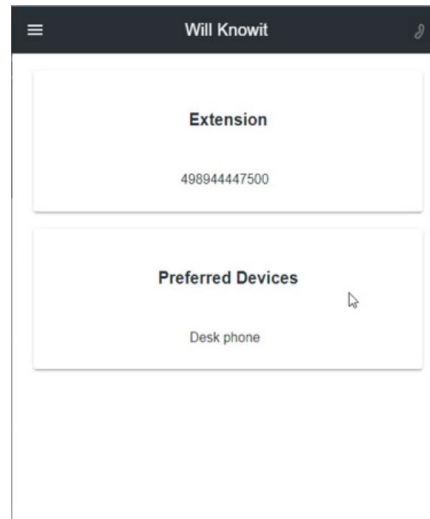 Will Knowit
Extension
498944447500
Preferred Devices
Desk phone